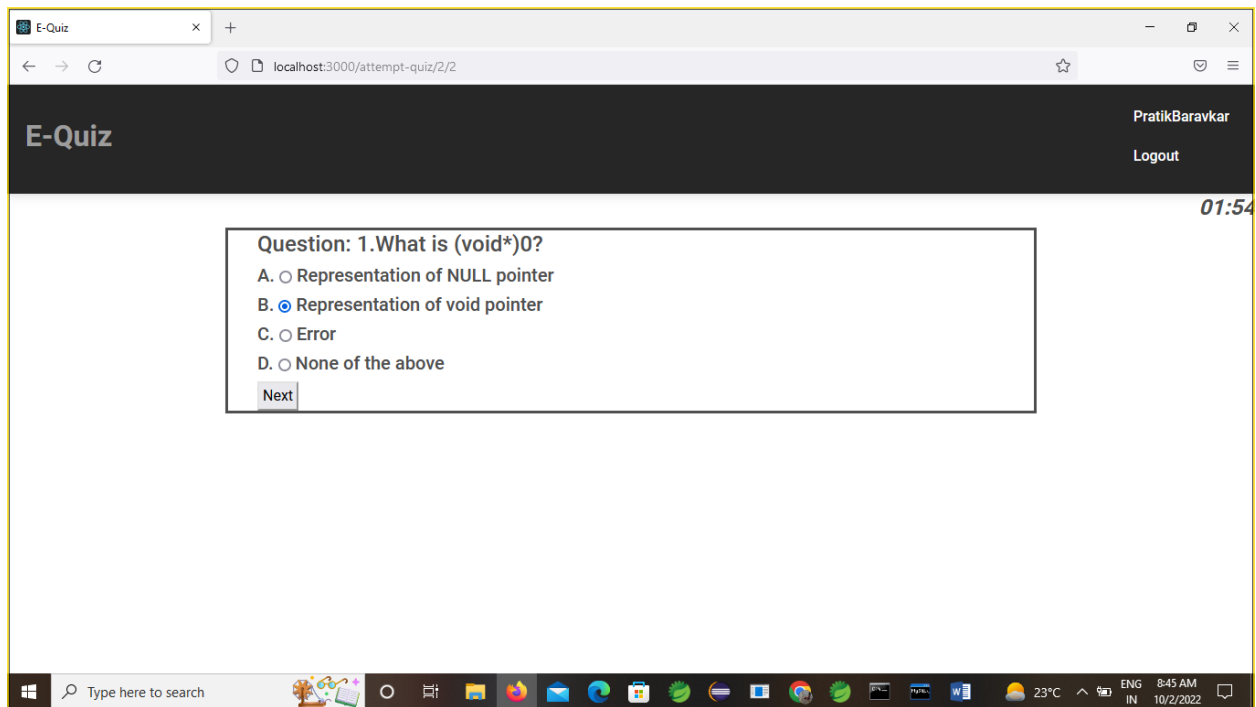 E-Quiz
localhost:3000/attempt-quiz/2/2
E-Quiz
PratikBaravkar
Logout
01:54
Question: 1.What is (void*)0?
A. Representation of NULL pointer
B. Representation of void pointer
C. Error
D. None of the above
Next
Type here to search
23°C
ENG
IN
8:45 AM
10/2/2022